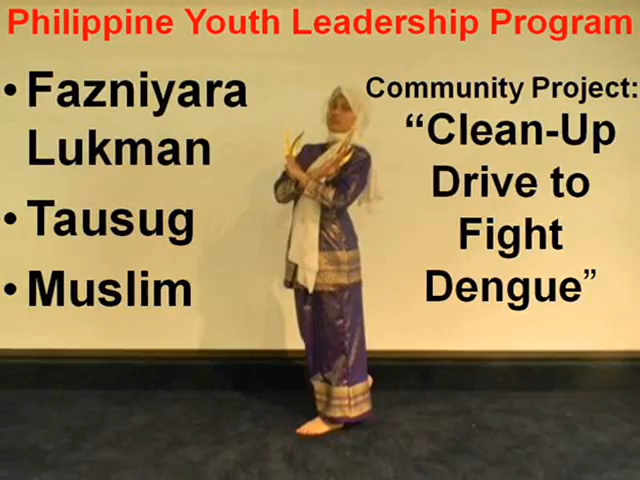 Philippine Youth Leadership Program
• Fazniyara
Lukman
• Tausug
• Muslim
Community Project:
“Clean-Up
Drive to
Fight
Dengue”